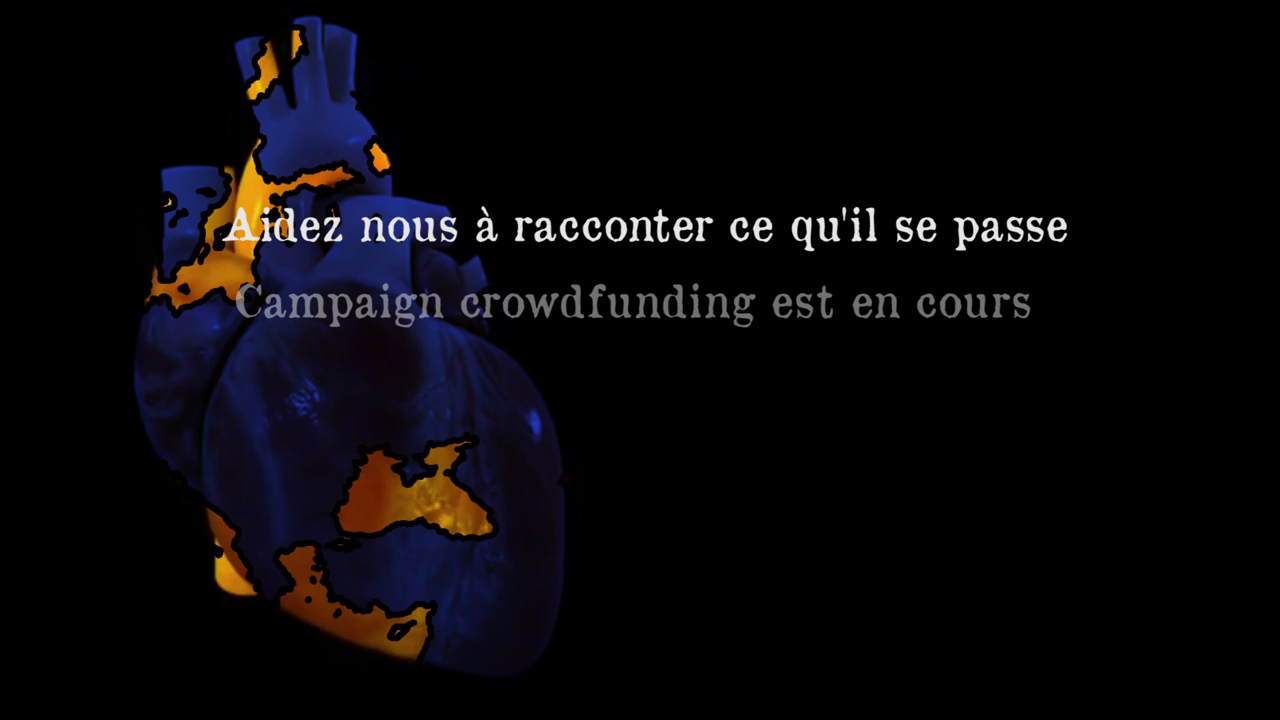 Aidez nous à racconter ce qu'il se passe
Campaign crowdfunding est en cours